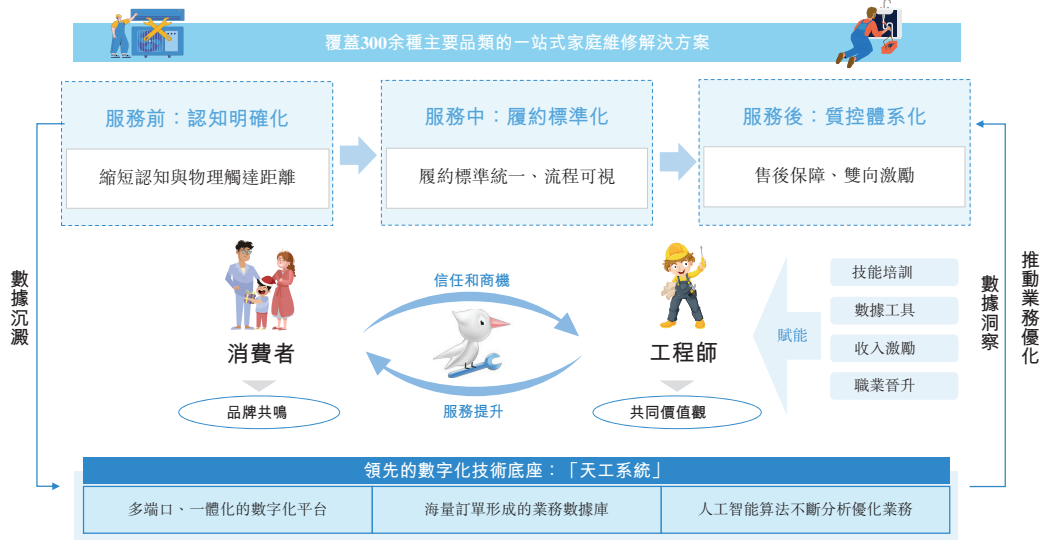 覆蓋300余種主要品類的一站式家庭維修解決方案
服務前：認知明確化
縮短認知與物理觸達距離
服務中：履約標準化
履約標準統一、流程可視
服務後：質控體系化
售後保障、雙向激勵
數據沉澱
消費者
品牌共鳴
信任和商機
服務提升
工程師
共同價值觀
賦能
技能培訓
數據工具
收入激勵
職業晉升
數據洞察
推動業務優化
領先的數字化技術底座：「天工系統」
多端口、一體化的數字化平台
海量訂單形成的業務數據庫
人工智能算法不斷分析優化業務